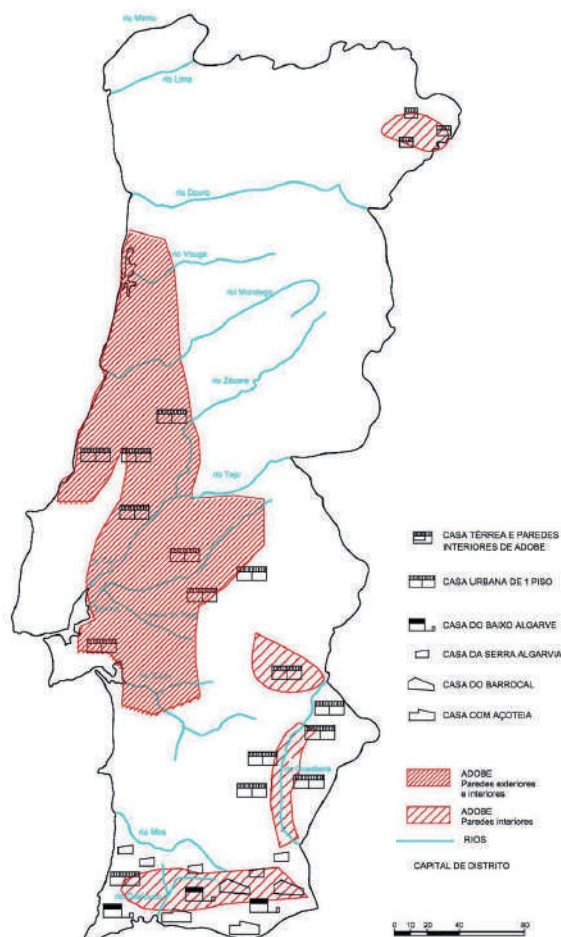 rio Minho
rio Lima
rio Douro
rio Vouga
rio Mondego
rio Zêzere
rio Tejo
rio Guadiana
rio Mira
CASA TÉRREA E PAREDES
INTERIORES DE ADOBE
CASA URBANA DE 1 PISO
CASA DO BAIXO ALGARVE
CASA DA SERRA ALGARVIA
CASA DO BARROCAL
CASA COM AÇOTEIA
ADOBE
Paredes exteriores
e interiores
ADOBE
Paredes interiores
RIOS
CAPITAL DE DISTRITO
0 10 20 40 80